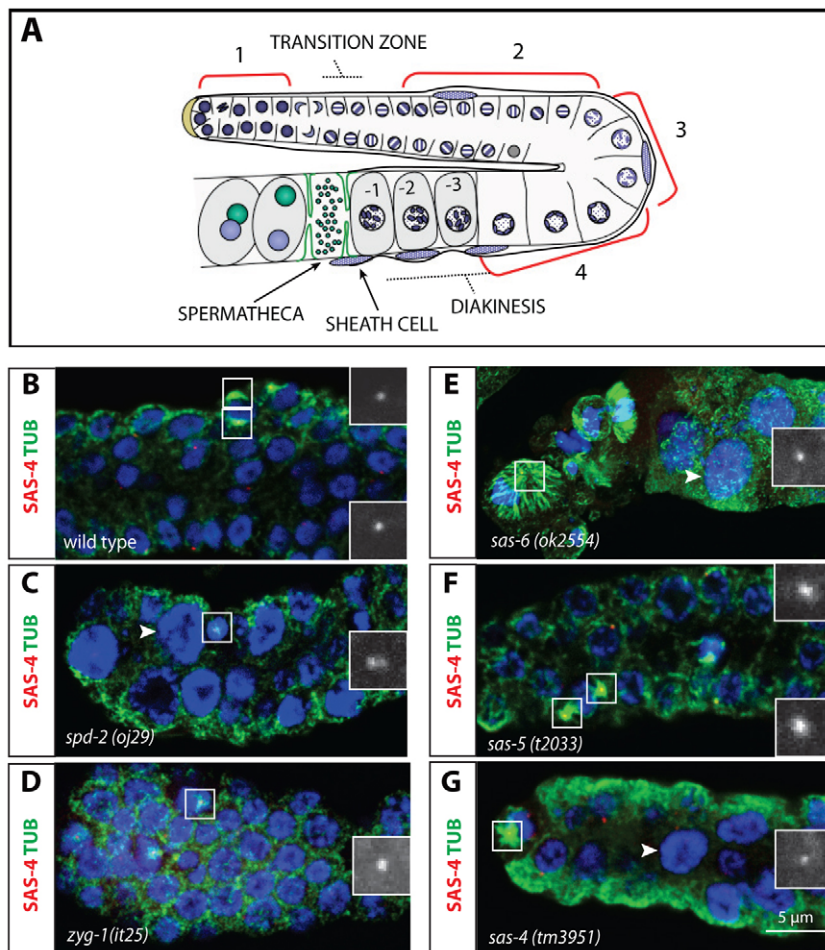 A
TRANSITION ZONE
1
2
3
4
-1
-2
-3
SPERMATHECA
SHEATH CELL
DIAKINESIS
B
SAS-4 TUB
wild type
C
SAS-4 TUB
spd-2 (oj29)
D
SAS-4 TUB
zyg-1(it25)
E
SAS-4 TUB
sas-6 (ok2554)
F
SAS-4 TUB
sas-5 (t2033)
G
SAS-4 TUB
sas-4 (tm3951)
5 µm